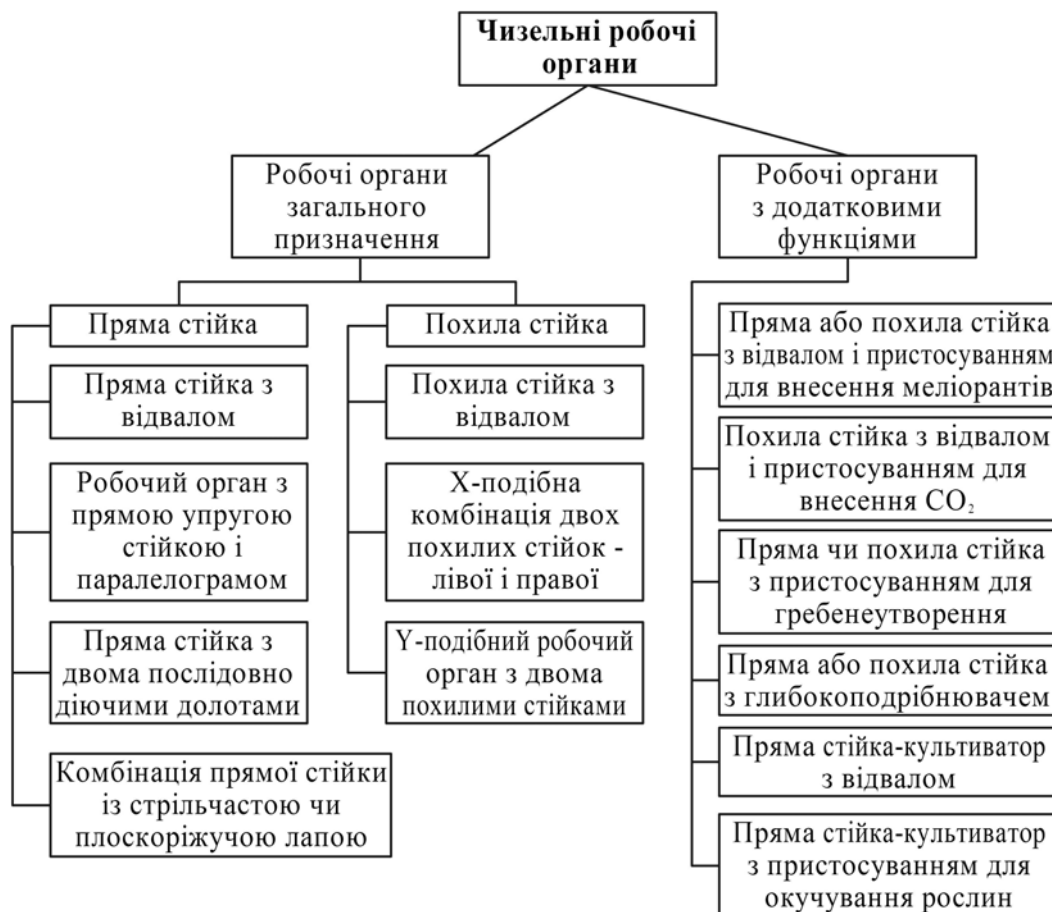 Чизельні робочі
органи
Робочі органи
загального
призначення
Робочі органи
з додатковими
функціями
Пряма стійка
Пряма стійка з
відвалом
Робочий орган з
прямою упругою
стійкою і
паралелограмом
Пряма стійка з
двома послідовно
діючими долотами
Комбінація прямої стійки
із стрільчастою чи
плоскоріжучою лапою
Похила стійка
Похила стійка з
відвалом
Х-подібна
комбінація двох
похилих стійок -
лівої і правої
Y-подібний робочий
орган з двома
похилими стійками
Пряма або похила стійка
з відвалом і пристосуванням
для внесення меліорантів
Похила стійка з відвалом
і пристосуванням для
внесення СО₂
Пряма чи похила стійка
з пристосуванням для
гребенеутворення
Пряма або похила стійка
з глибокоподрібнювачем
Пряма стійка-культиватор
з відвалом
Пряма стійка-культиватор
з пристосуванням для
окучування рослин